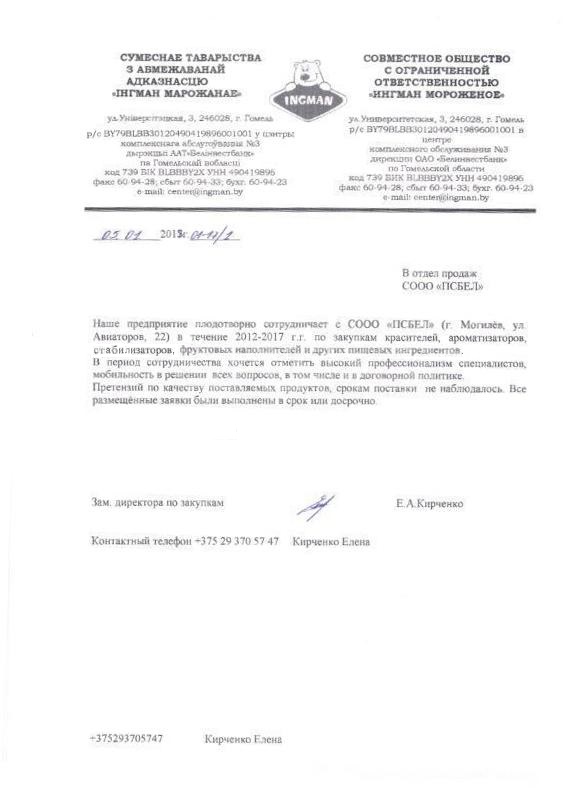 СУМЕСНАЕ ТАВАРЫСТВА
З АБМЕЖАВАНАЙ
АДКАЗНАСЦЮ
«ІНГМАН МАРОЖАНАЕ»
ул.Універсітэцкая, 3, 246028, г. Гомель
р/с BY79BLBB30120490419896001001 у цэнтры
комплекснага абслугоўвання №3
дырэкцыі ААТ«Белінвестбанк»
па Гомельскай вобласці
код 739 БІК BLBBBY2X УНН 490419896
факс 60-94-28; сбыт 60-94-33; бухг. 60-94-23
e-mail: center@ingman.by
INGMAN
СОВМЕСТНОЕ ОБЩЕСТВО
С ОГРАНИЧЕННОЙ
ОТВЕТСТВЕННОСТЬЮ
«ИНГМАН МОРОЖЕНОЕ»
ул.Университетская, 3, 246028, г. Гомель
р/с BY79BLBB30120490419896001001 в
центре
комплексного обслуживания №3
дирекции ОАО «Белинвестбанк»
по Гомельской области
код 739 БИК BLBBBY2X УНН 490419896
факс 60-94-28; сбыт 60-94-33; бухг. 60-94-23
e-mail: center@ingman.by
05.01 2018г. 01-17/1
В отдел продаж
СООО «ПСБЕЛ»
Наше предприятие плодотворно сотрудничает с СООО «ПСБЕЛ» (г. Могилёв, ул.
Авиаторов, 22) в течение 2012-2017 г.г. по закупкам красителей, ароматизаторов,
стабилизаторов, фруктовых наполнителей и других пищевых ингредиентов.
В период сотрудничества хочется отметить высокий профессионализм специалистов,
мобильность в решении всех вопросов, в том числе и в договорной политике.
Претензий по качеству поставляемых продуктов, срокам поставки не наблюдалось. Все
размещённые заявки были выполнены в срок или досрочно.
Зам. директора по закупкам Е.А.Кирченко
Контактный телефон +375 29 370 57 47 Кирченко Елена
+375293705747 Кирченко Елена